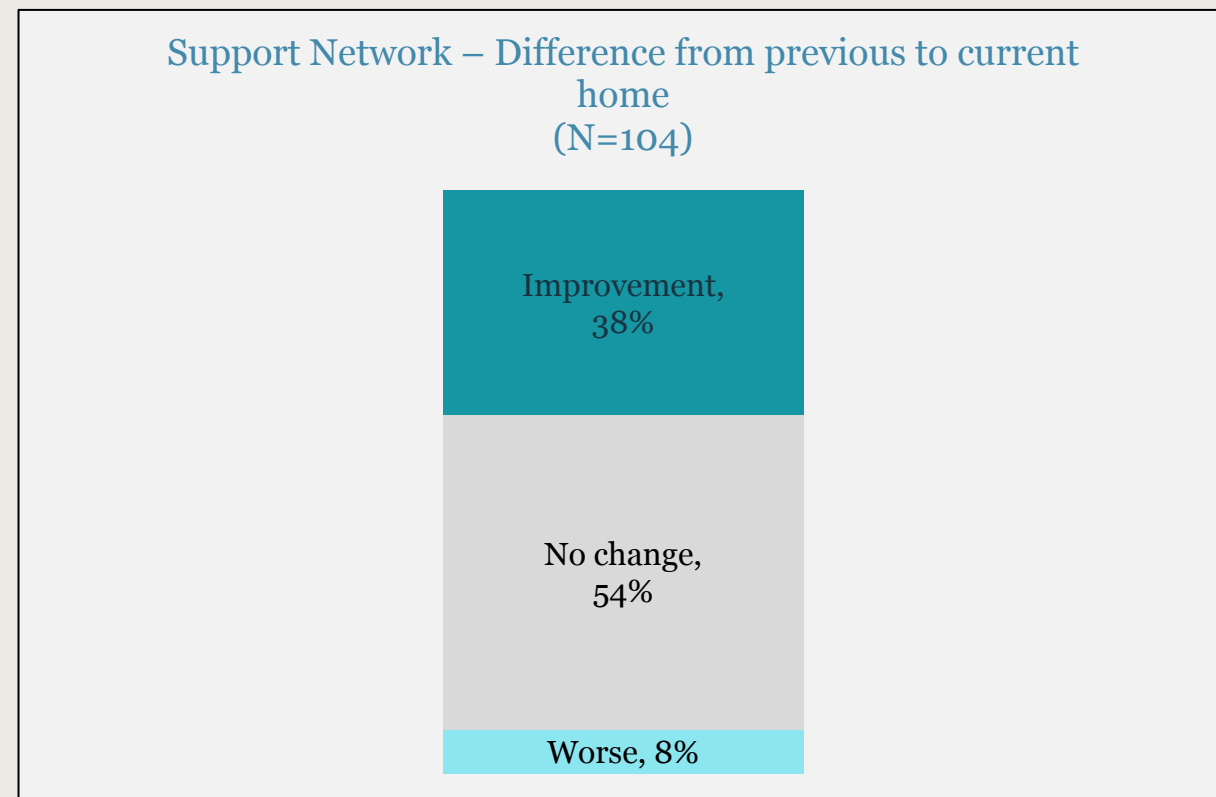 Support Network – Difference from previous to current
home
(N=104)
Improvement,
38%
No change,
54%
Worse, 8%